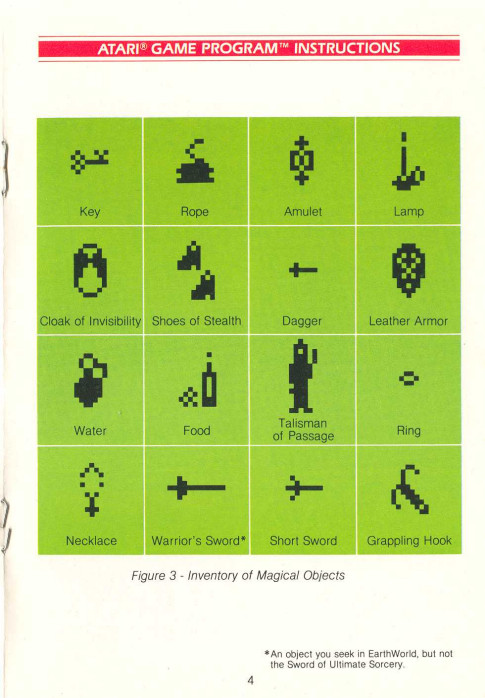 ATARI® GAME PROGRAM™ INSTRUCTIONS
Key
Rope
Amulet
Lamp
Cloak of Invisibility
Shoes of Stealth
Dagger
Leather Armor
Water
Food
Talisman
of Passage
Ring
Necklace
Warrior's Sword*
Short Sword
Grappling Hook
Figure 3 - Inventory of Magical Objects
*An object you seek in EarthWorld, but not
the Sword of Ultimate Sorcery.
4